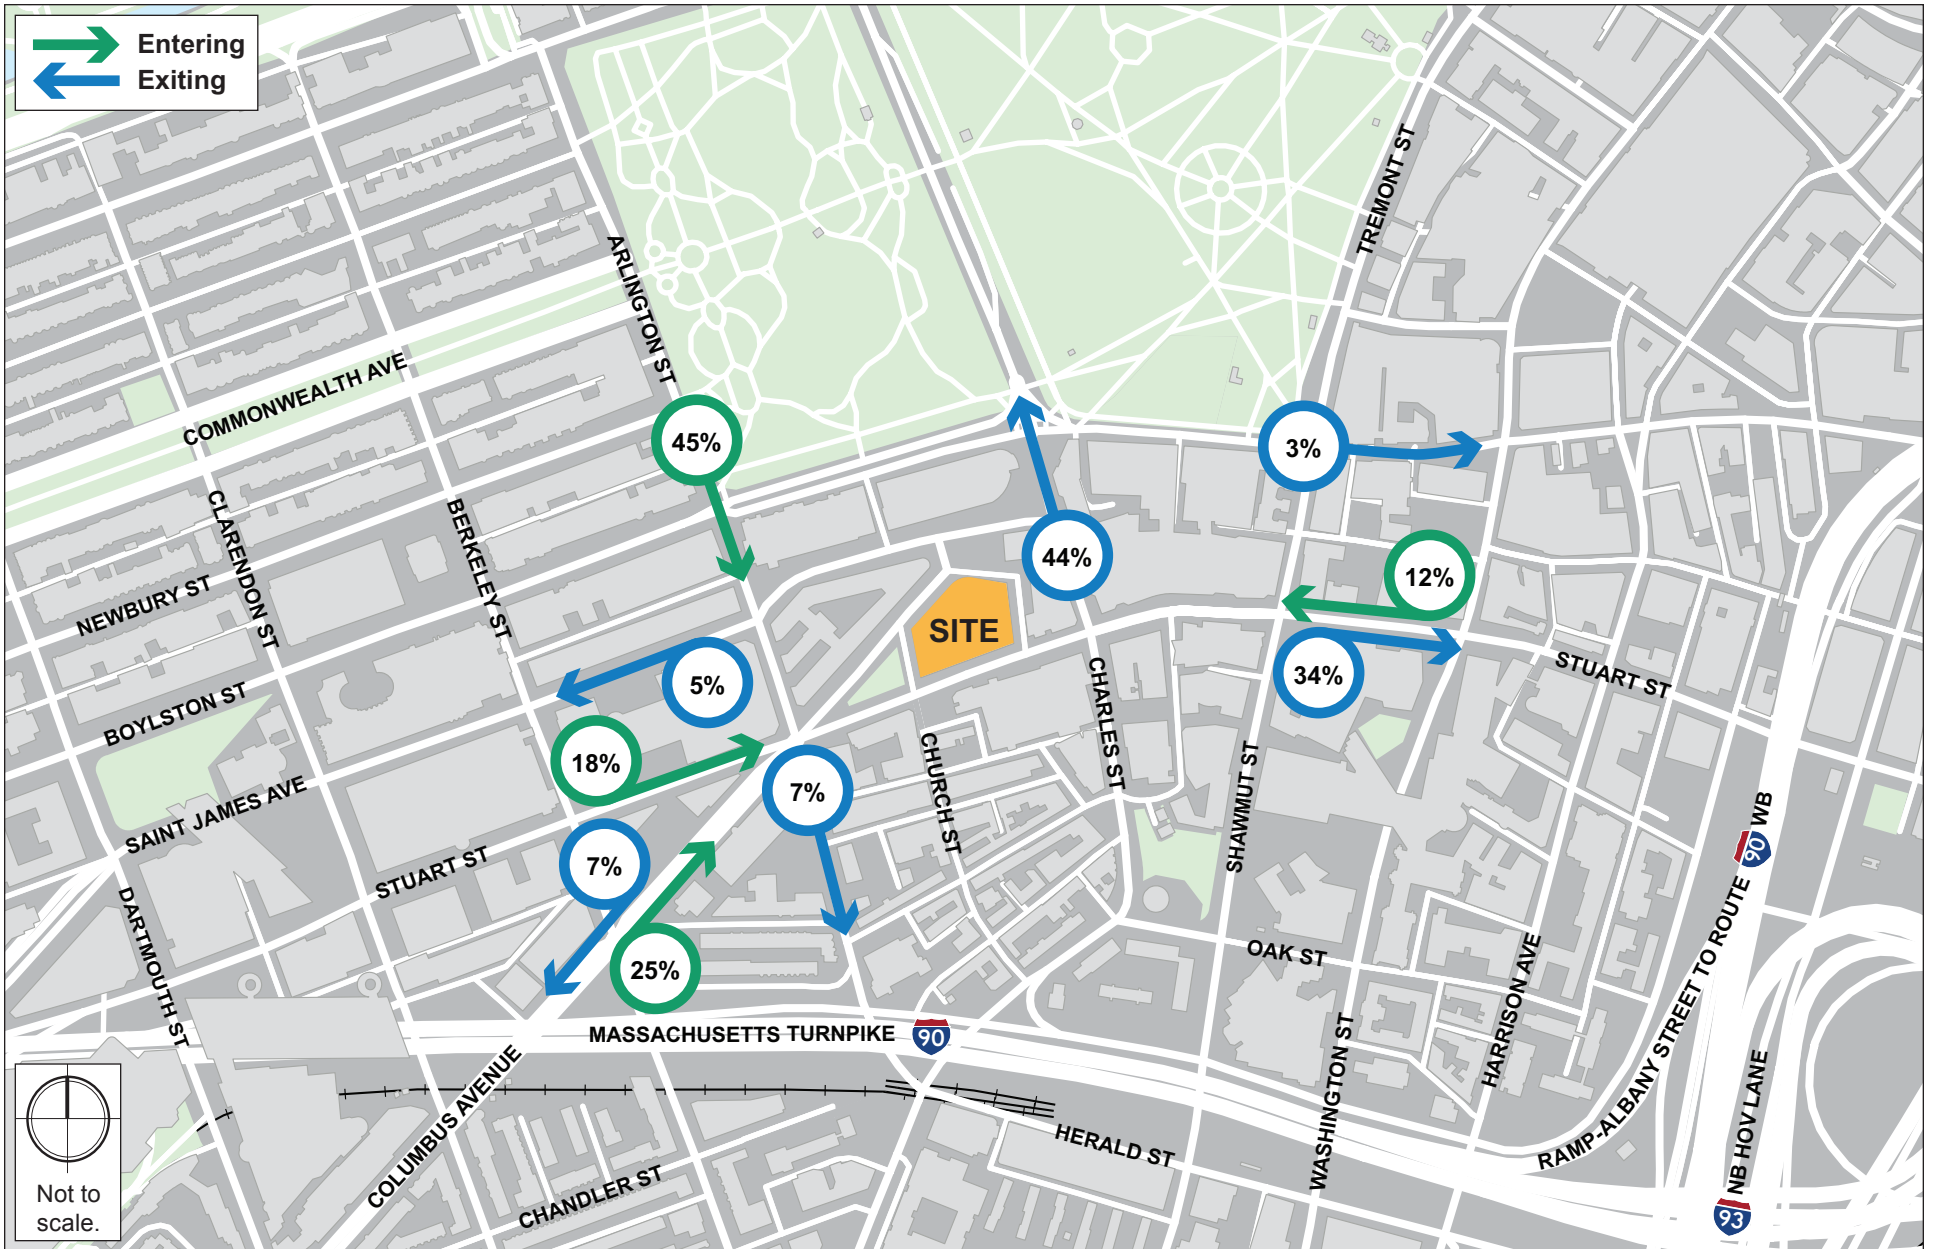 Entering
Exiting
TREMONT ST
ARLINGTON ST
COMMONWEALTH AVE
45%
3%
CLARENDON ST
BERKELEY ST
44%
12%
NEWBURY ST
SITE
34%
STUART ST
5%
BOYLSTON ST
CHARLES ST
18%
CHURCH ST
SHAWMUT ST
7%
SAINT JAMES AVE
STUART ST
7%
25%
DARTMOUTH ST
OAK ST
HARRISON AVE
RAMP-ALBANY STREET TO ROUTE 90 WB
MASSACHUSETTS TURNPIKE 90
COLUMBUS AVENUE
WASHINGTON ST
HERALD ST
CHANDLER ST
NB HOV LANE
93
Not to
scale.